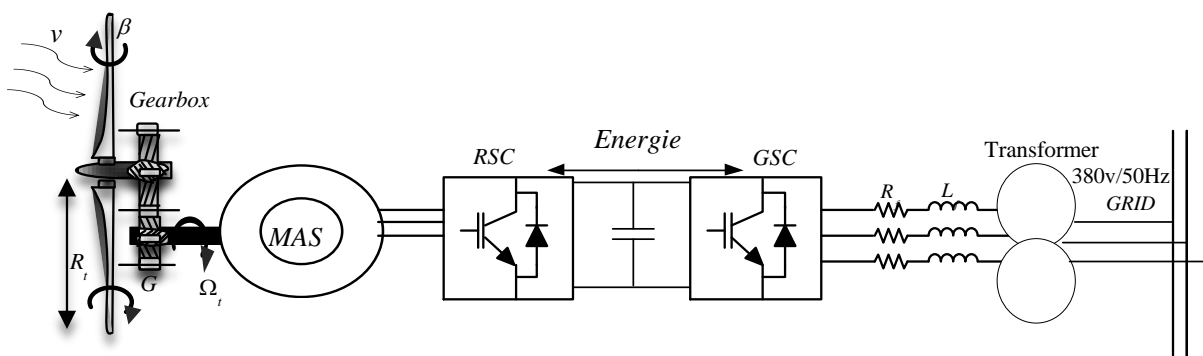 v
β
Gearbox
R_t
G
Ω_t
MAS
RSC
Energie
GSC
R
L
Transformer
380v/50Hz
GRID